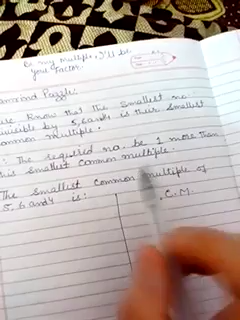 Be my Multiple, I'll be
your Factor
Puzzle:
we know that the smallest no.
divisible by 5, 6 and 4 is their smallest
common multiple.
: The required no. be 1 more than
this smallest common multiple.
The smallest common multiple of
5, 6 and 4 is:
L.C.M.